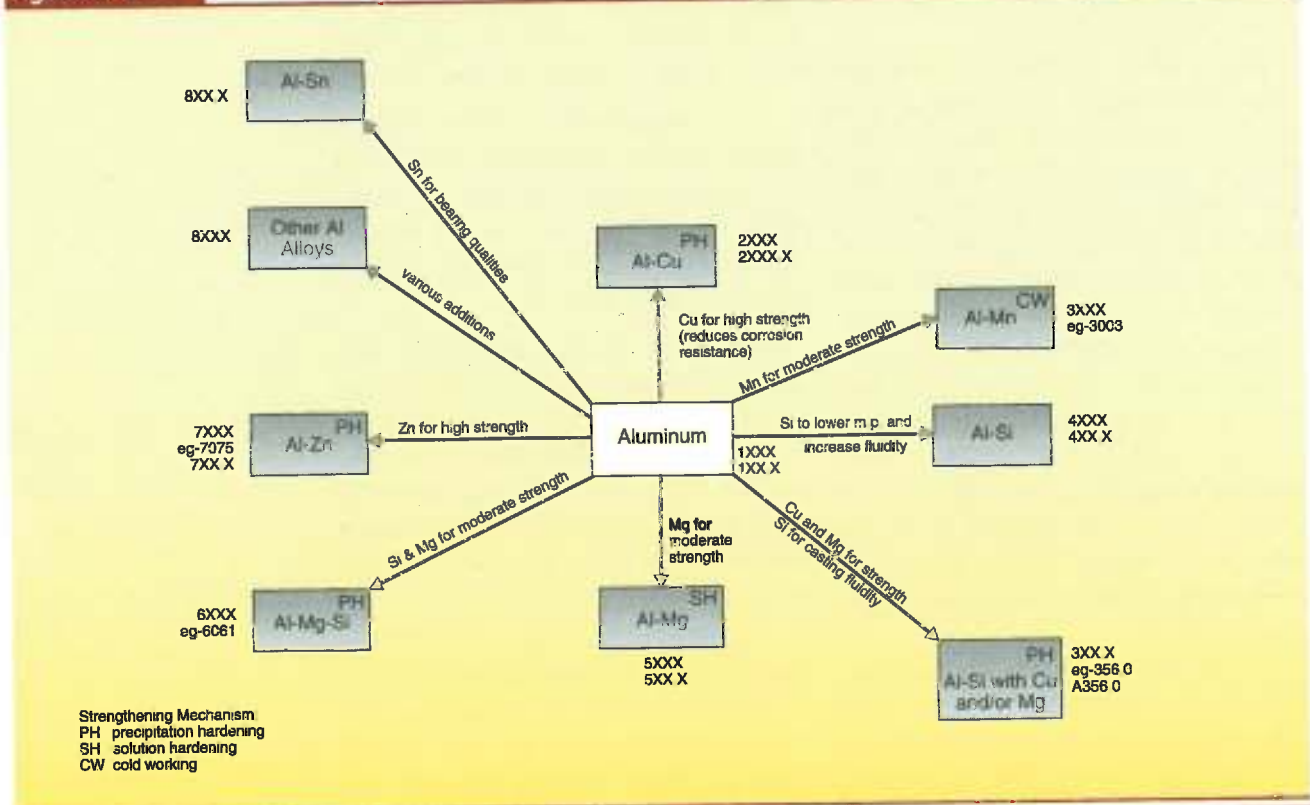 Al-Sn
8XX X
Sn for bearing qualities
Other Al
Alloys
8XXX
various additions
PH
Al-Cu
2XXX
2XXX X
Cu for high strength
(reduces corrosion
resistance)
CW
Al-Mn
3XXX
eg-3003
Mn for moderate strength
PH
Al-Zn
7XXX
eg-7075
7XX X
Zn for high strength
Aluminum
1XXX
1XX X
Si to lower m p and
increase fluidity
Al-Si
4XXX
4XX X
Si & Mg for moderate strength
Mg for
moderate
strength
Cu and Mg for strength
Si for casting fluidity
PH
Al-Mg-Si
6XXX
eg-6061
SH
Al-Mg
5XXX
5XX X
PH
Al-Si with Cu
and/or Mg
3XX X
eg-356 0
A356 0
Strengthening Mechanism
PH precipitation hardening
SH solution hardening
CW cold working